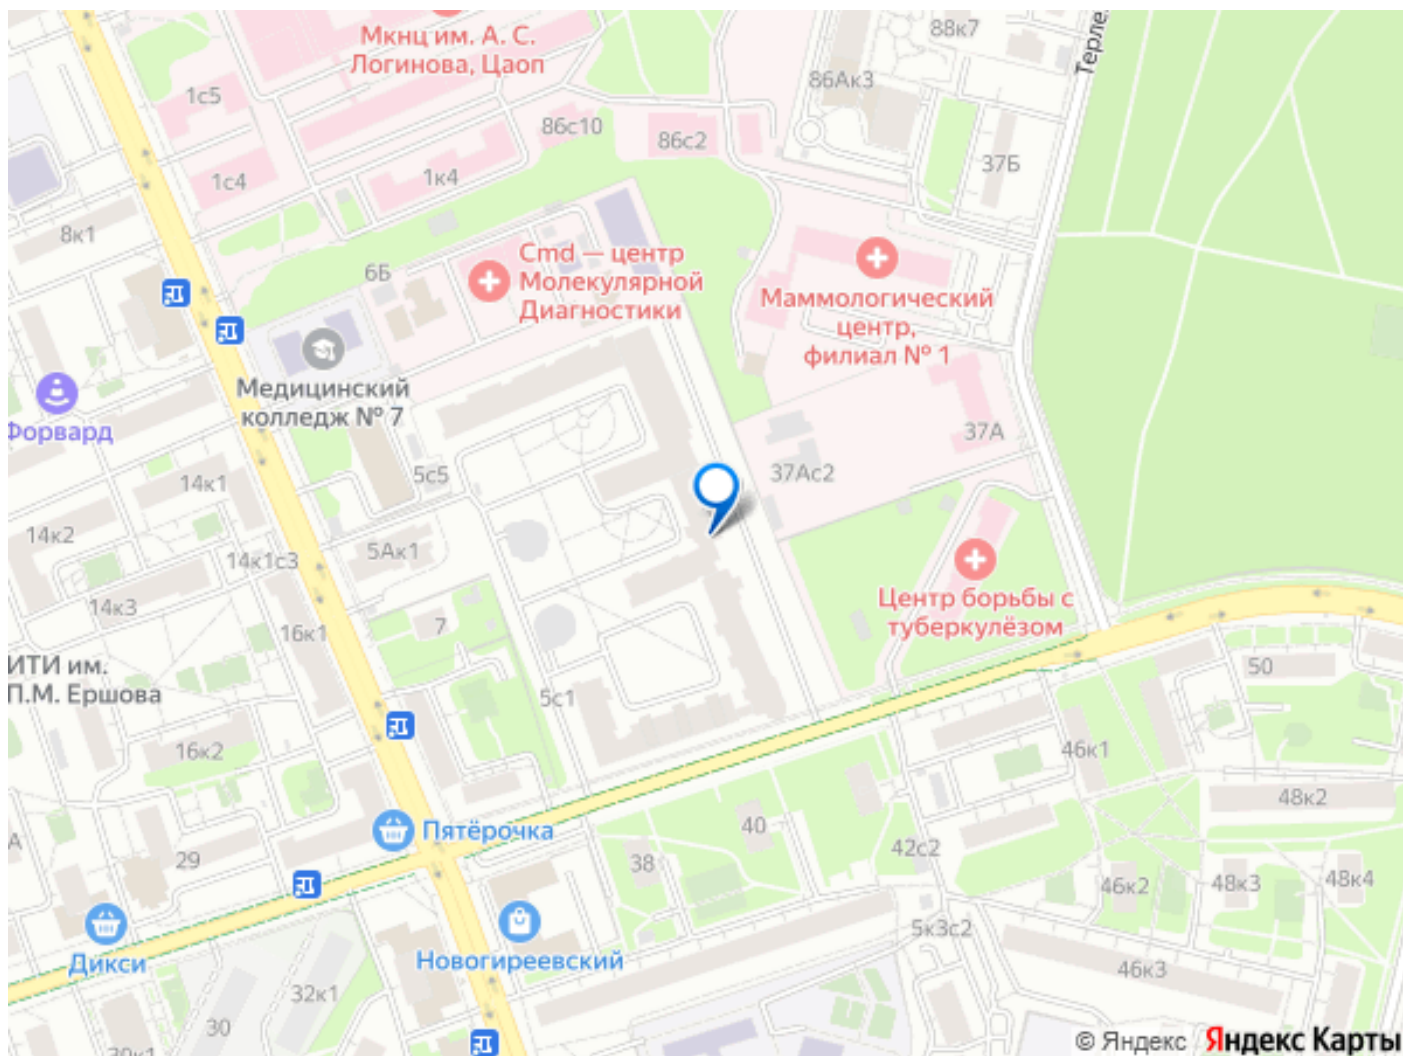 Мкнц им. А. С.
Логинова, Цаоп
88к7
Терле
86Ак3
1с5
86с10
86с2
37Б
1с4
1к4
8к1
6Б
Cmd — центр
Молекулярной
Диагностики
Маммологический
центр,
филиал № 1
Медицинский
колледж № 7
Форвард
37А
5с5
37Ас2
14к1
14к2
5Ак1
14к1с3
14к3
Центр борьбы с
туберкулёзом
16к1
7
ИТИ им.
П.М. Ершова
50
5с1
16к2
46к1
48к2
Пятёрочка
40
А
29
38
42с2
46к2
48к3
48к4
5к3с2
Дикси
Новогиреевский
46к3
32к1
30
30к1
© Яндекс Яндекс Карты